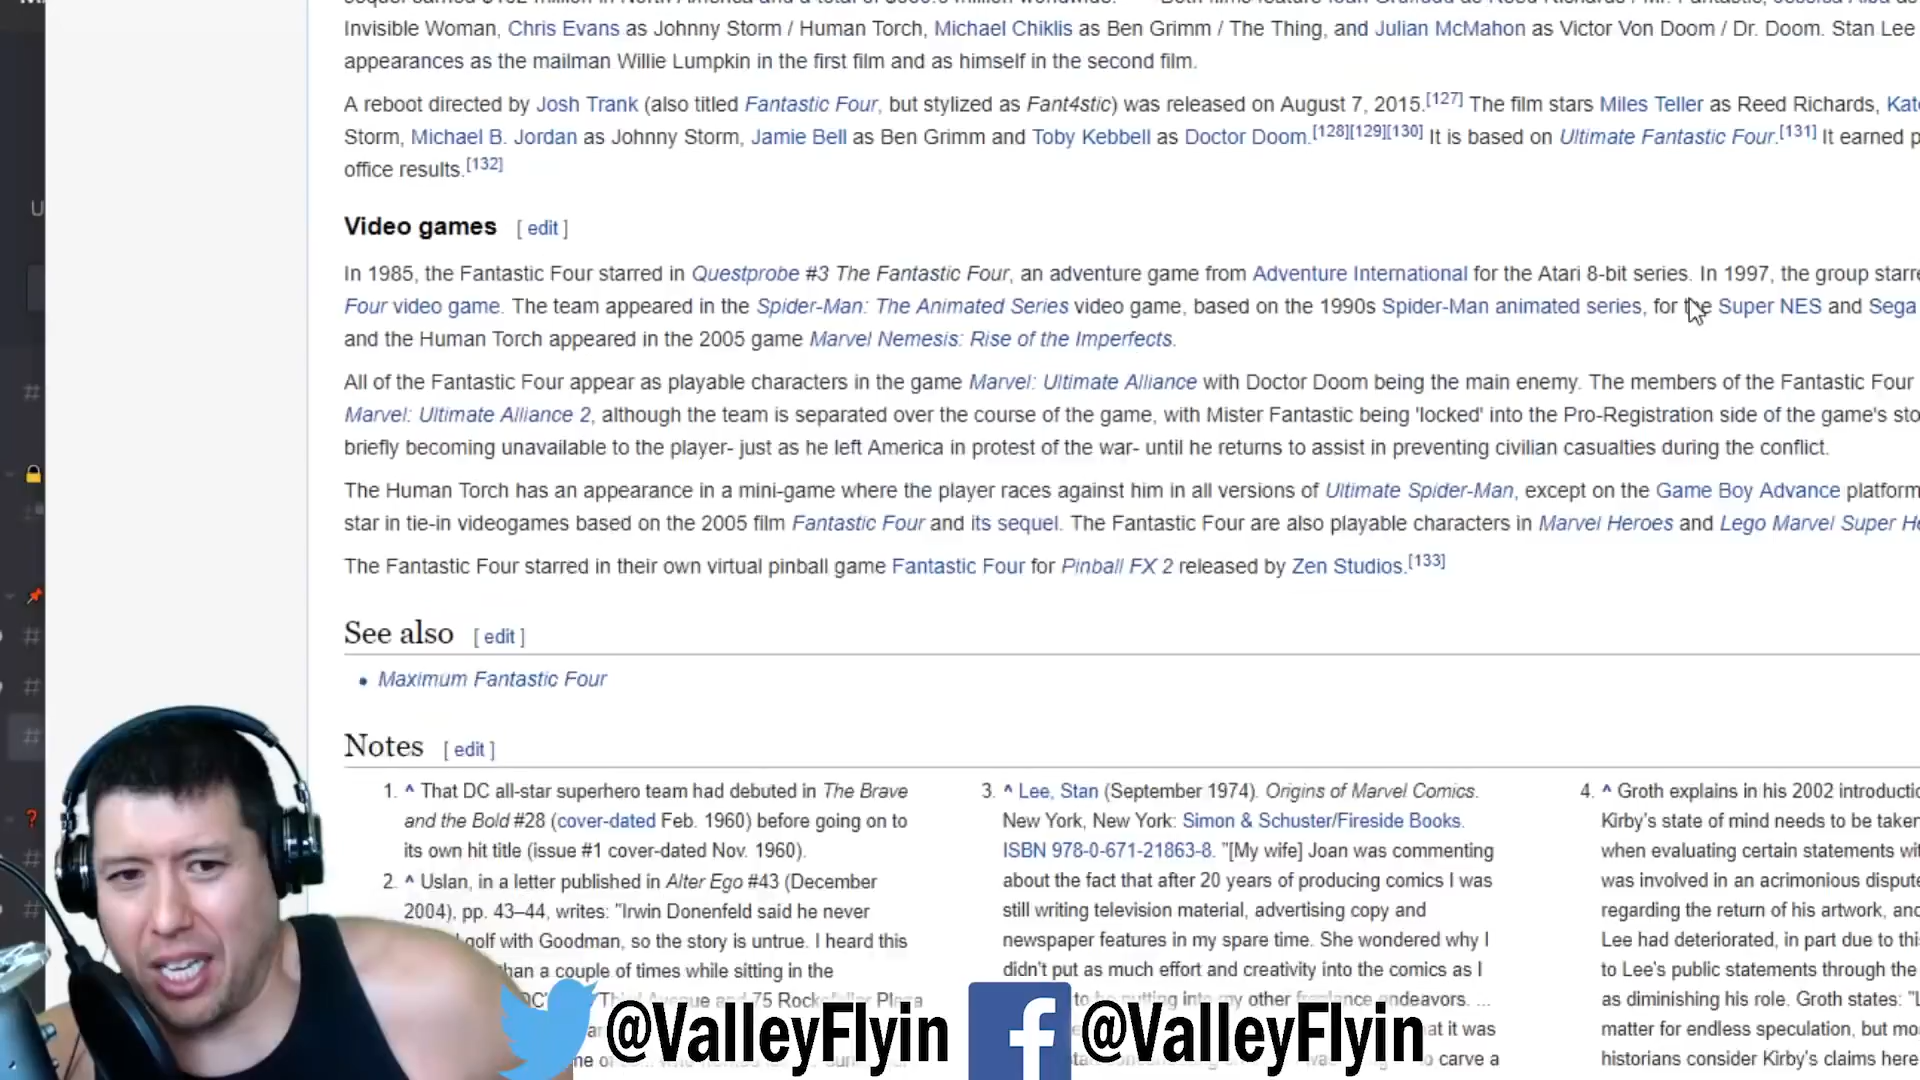 Invisible Woman, Chris Evans as Johnny Storm / Human Torch, Michael Chiklis as Ben Grimm / The Thing, and Julian McMahon as Victor Von Doom / Dr. Doom. Stan Lee
appearances as the mailman Willie Lumpkin in the first film and as himself in the second film.
A reboot directed by Josh Trank (also titled Fantastic Four, but stylized as Fant4stic) was released on August 7, 2015.[127] The film stars Miles Teller as Reed Richards, Kate
Storm, Michael B. Jordan as Johnny Storm, Jamie Bell as Ben Grimm and Toby Kebbell as Doctor Doom.[128][129][130] It is based on Ultimate Fantastic Four.[131] It earned p
office results.[132]
Video games [ edit ]
In 1985, the Fantastic Four starred in Questprobe #3 The Fantastic Four, an adventure game from Adventure International for the Atari 8-bit series. In 1997, the group starre
Four video game. The team appeared in the Spider-Man: The Animated Series video game, based on the 1990s Spider-Man animated series, for the Super NES and Sega
and the Human Torch appeared in the 2005 game Marvel Nemesis: Rise of the Imperfects.
All of the Fantastic Four appear as playable characters in the game Marvel: Ultimate Alliance with Doctor Doom being the main enemy. The members of the Fantastic Four
Marvel: Ultimate Alliance 2, although the team is separated over the course of the game, with Mister Fantastic being 'locked' into the Pro-Registration side of the game's sto
briefly becoming unavailable to the player- just as he left America in protest of the war- until he returns to assist in preventing civilian casualties during the conflict.
The Human Torch has an appearance in a mini-game where the player races against him in all versions of Ultimate Spider-Man, except on the Game Boy Advance platform
star in tie-in videogames based on the 2005 film Fantastic Four and its sequel. The Fantastic Four are also playable characters in Marvel Heroes and Lego Marvel Super He
The Fantastic Four starred in their own virtual pinball game Fantastic Four for Pinball FX 2 released by Zen Studios.[133]
See also [ edit ]
• Maximum Fantastic Four
Notes [ edit ]
1. ^ That DC all-star superhero team had debuted in The Brave
and the Bold #28 (cover-dated Feb. 1960) before going on to
its own hit title (issue #1 cover-dated Nov. 1960).
2. ^ Uslan, in a letter published in Alter Ego #43 (December
2004), pp. 43–44, writes: "Irwin Donenfeld said he never
golf with Goodman, so the story is untrue. I heard this
than a couple of times while sitting in the
Avenue and 75 Rockefeller Plaza
3. ^ Lee, Stan (September 1974). Origins of Marvel Comics.
New York, New York: Simon & Schuster/Fireside Books.
ISBN 978-0-671-21863-8. "[My wife] Joan was commenting
about the fact that after 20 years of producing comics I was
still writing television material, advertising copy and
newspaper features in my spare time. She wondered why I
didn't put as much effort and creativity into the comics as I
to be putting into my other freelance endeavors. ...
at it was
carve a
4. ^ Groth explains in his 2002 introductio
Kirby's state of mind needs to be taken
when evaluating certain statements wit
was involved in an acrimonious dispute
regarding the return of his artwork, and
Lee had deteriorated, in part due to this
to Lee's public statements through the
as diminishing his role. Groth states: "L
matter for endless speculation, but mo
historians consider Kirby's claims here
@ValleyFlyin
f @ValleyFlyin